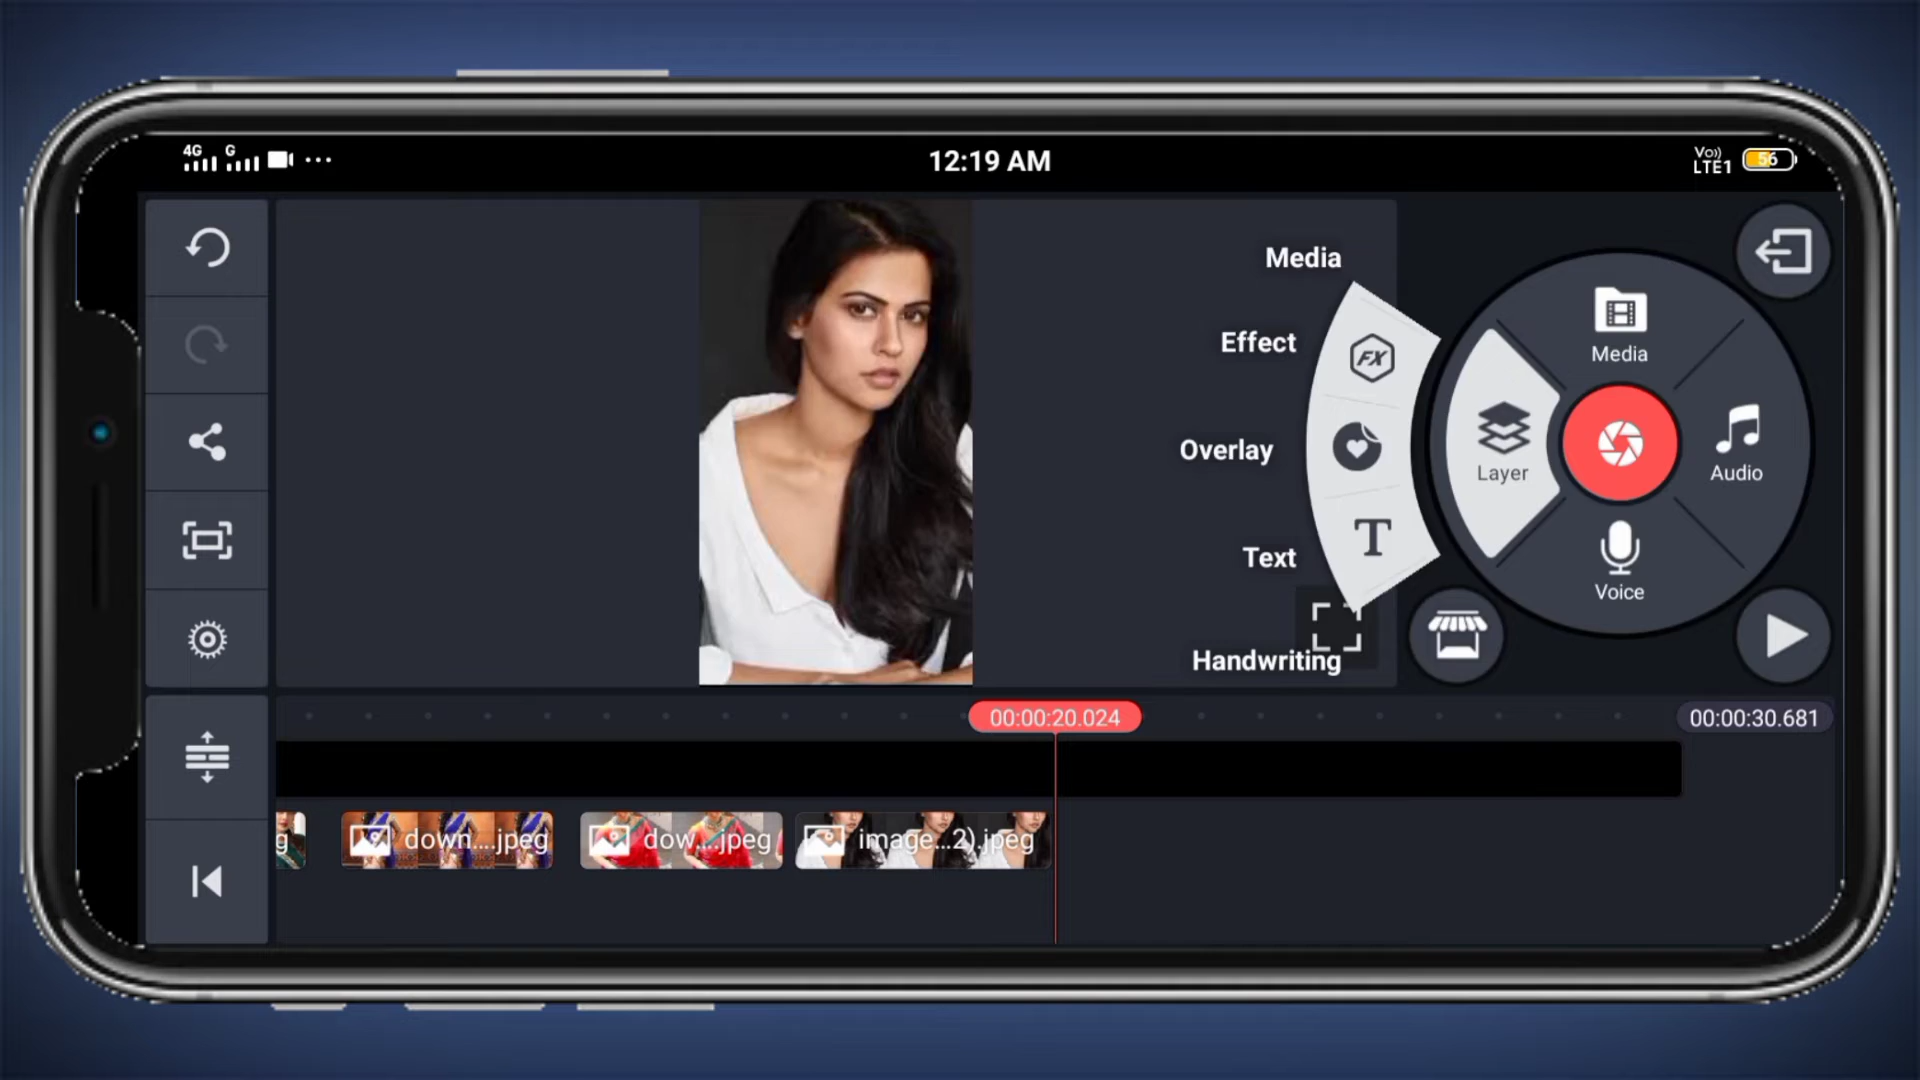 4G G
12:19 AM
Vo)) LTE1 56
Media
Effect
Overlay
Text
Handwriting
FX
T
Media
Layer
Audio
Voice
00:00:20.024
00:00:30.681
g
down....jpeg
dow....jpeg
image...2).jpeg